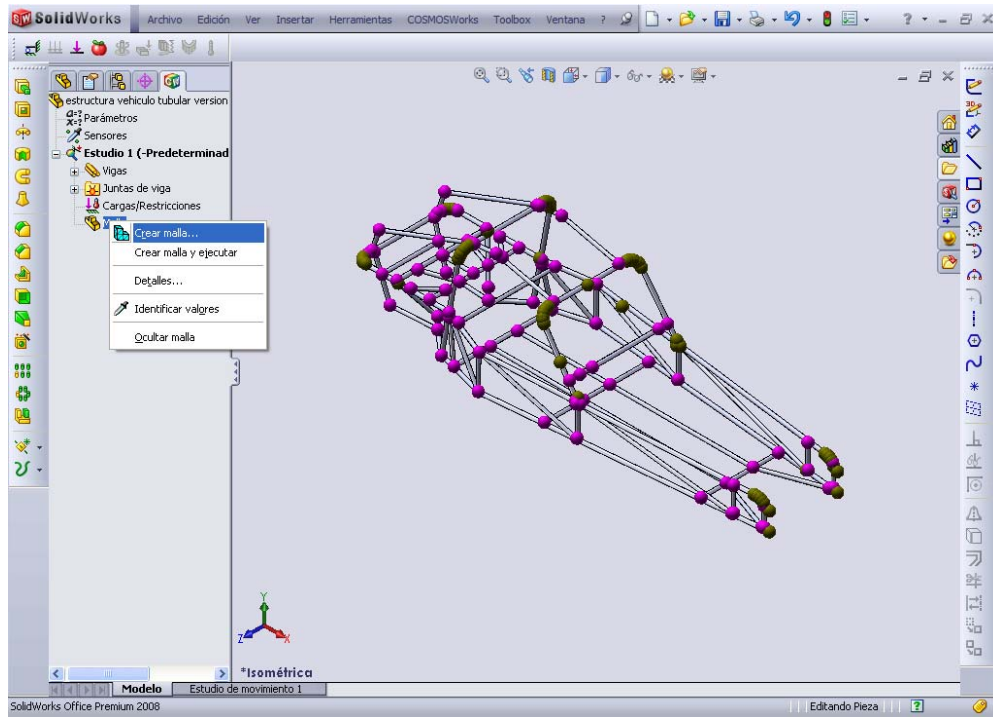 SolidWorks Archivo Edición Ver Insertar Herramientas COSMOSWorks Toolbox Ventana ?
estructura vehiculo tubular version
Parámetros
Sensores
Estudio 1 (-Predeterminad
Vigas
Juntas de viga
Cargas/Restricciones
Crear malla...
Crear malla y ejecutar
Detalles...
Identificar valores
Ocultar malla
Y
Z X
*Isométrica
Modelo Estudio de movimiento 1
SolidWorks Office Premium 2008 Editando Pieza ?